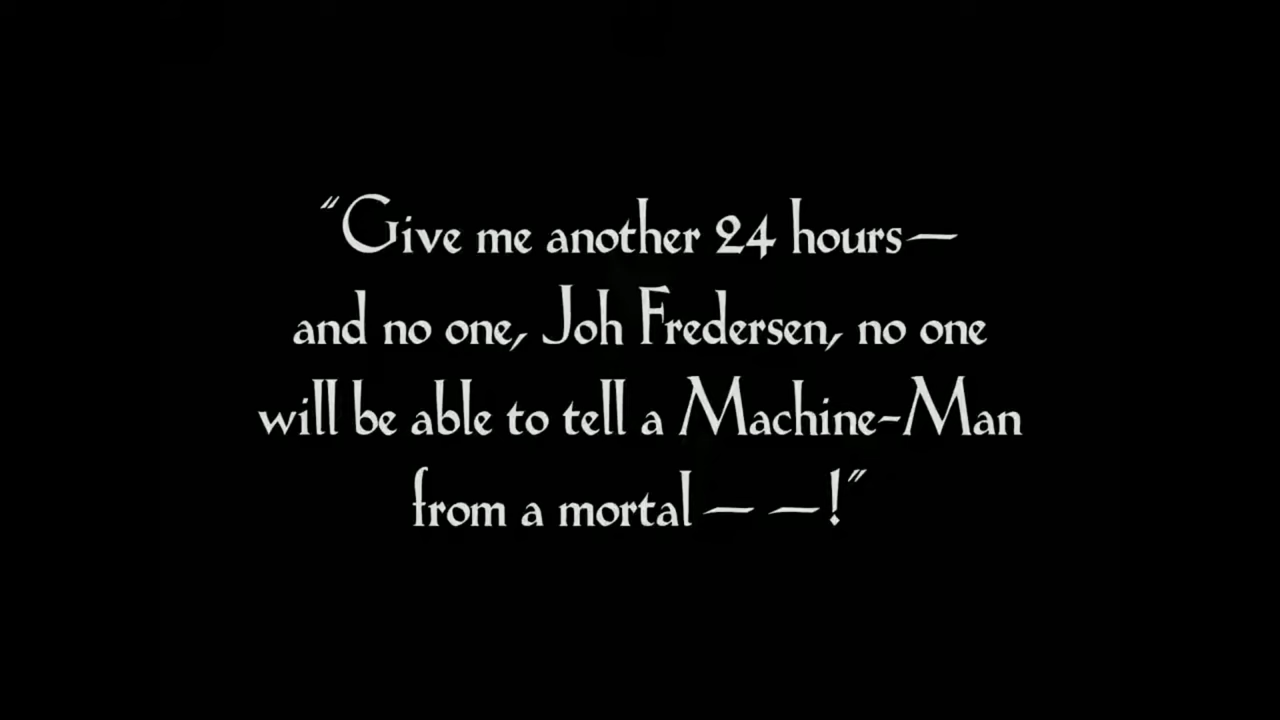 “Give me another 24 hours—
and no one, Joh Fredersen, no one
will be able to tell a Machine-Man
from a mortal — —!”